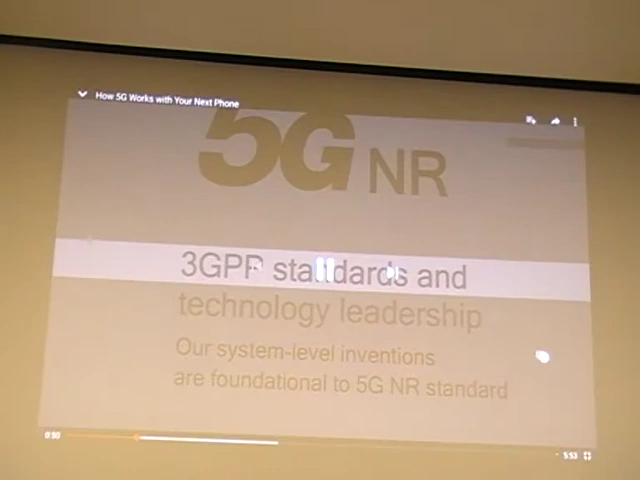 How 5G Works with Your Next Phone
5G NR
3GPP standards and
technology leadership
Our system-level inventions
are foundational to 5G NR standard
0:50
5:53